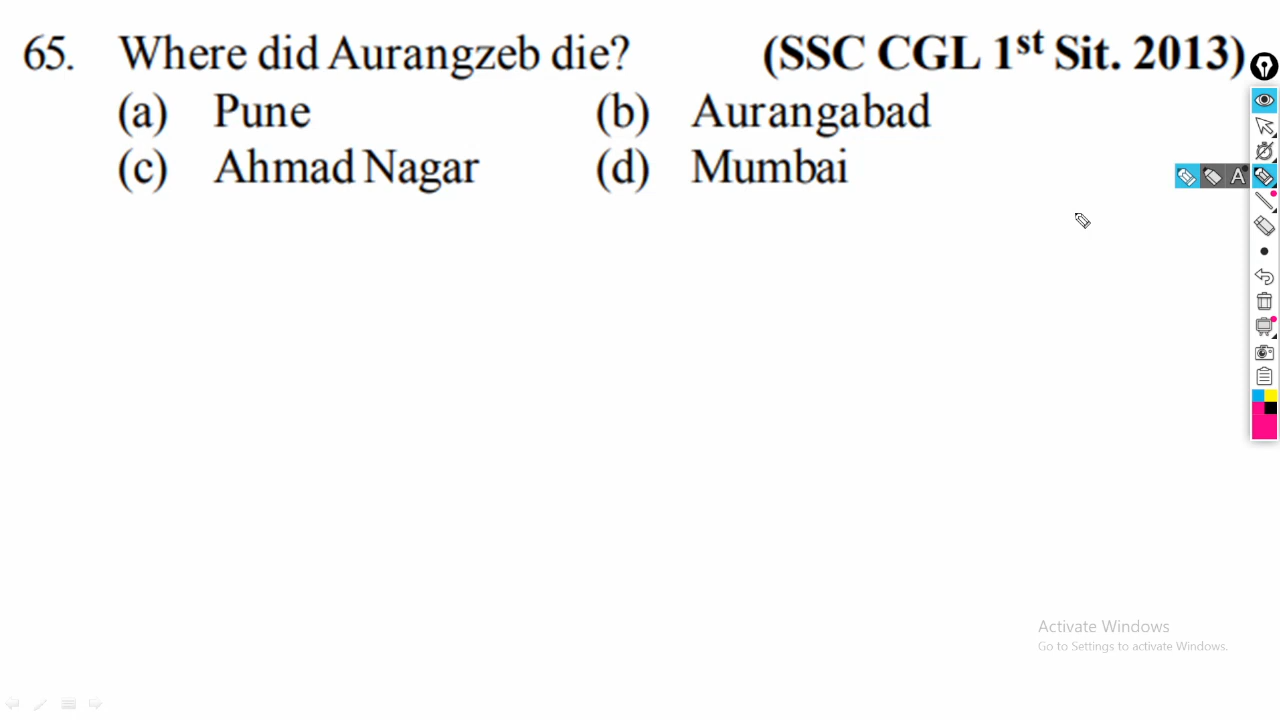 65. Where did Aurangzeb die? (SSC CGL 1st Sit. 2013)
(a) Pune (b) Aurangabad
(c) Ahmad Nagar (d) Mumbai
A
Activate Windows
Go to Settings to activate Windows.